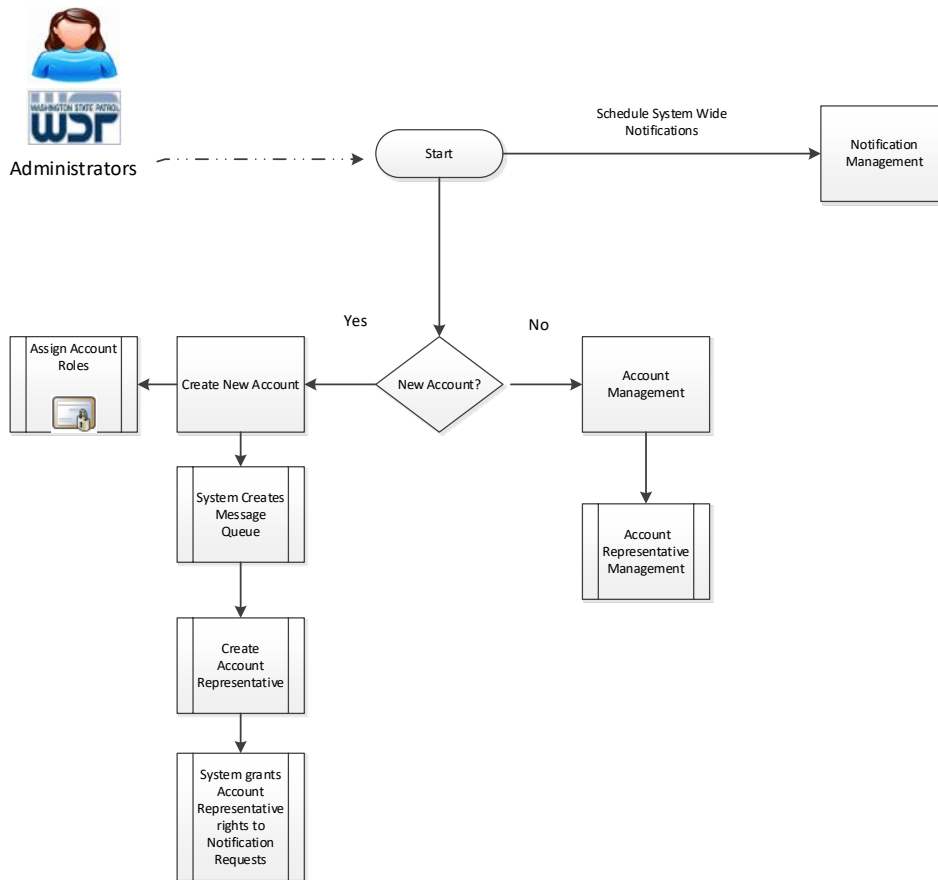 WASHINGTON STATE PATROL
WSP
Administrators
Start
Schedule System Wide
Notifications
Notification
Management
Yes
No
Assign Account
Roles
Create New Account
New Account?
Account
Management
System Creates
Message
Queue
Account
Representative
Management
Create
Account
Representative
System grants
Account
Representative
rights to
Notification
Requests